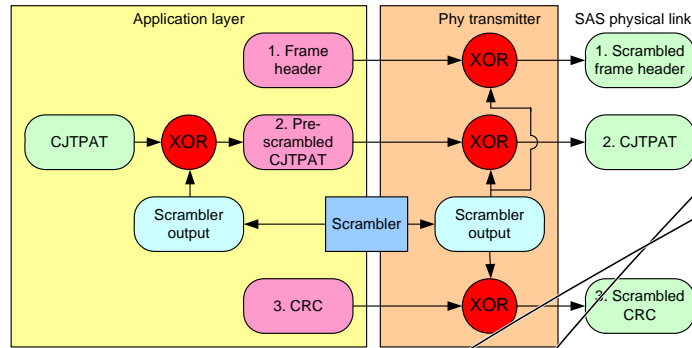 Application layer
Phy transmitter
SAS physical link
1. Frame
header
XOR
1. Scrambled
frame header
CJTPAT
XOR
2. Pre-
scrambled
CJTPAT
XOR
2. CJTPAT
Scrambler
output
Scrambler
Scrambler
output
3. CRC
XOR
3. Scrambled
CRC